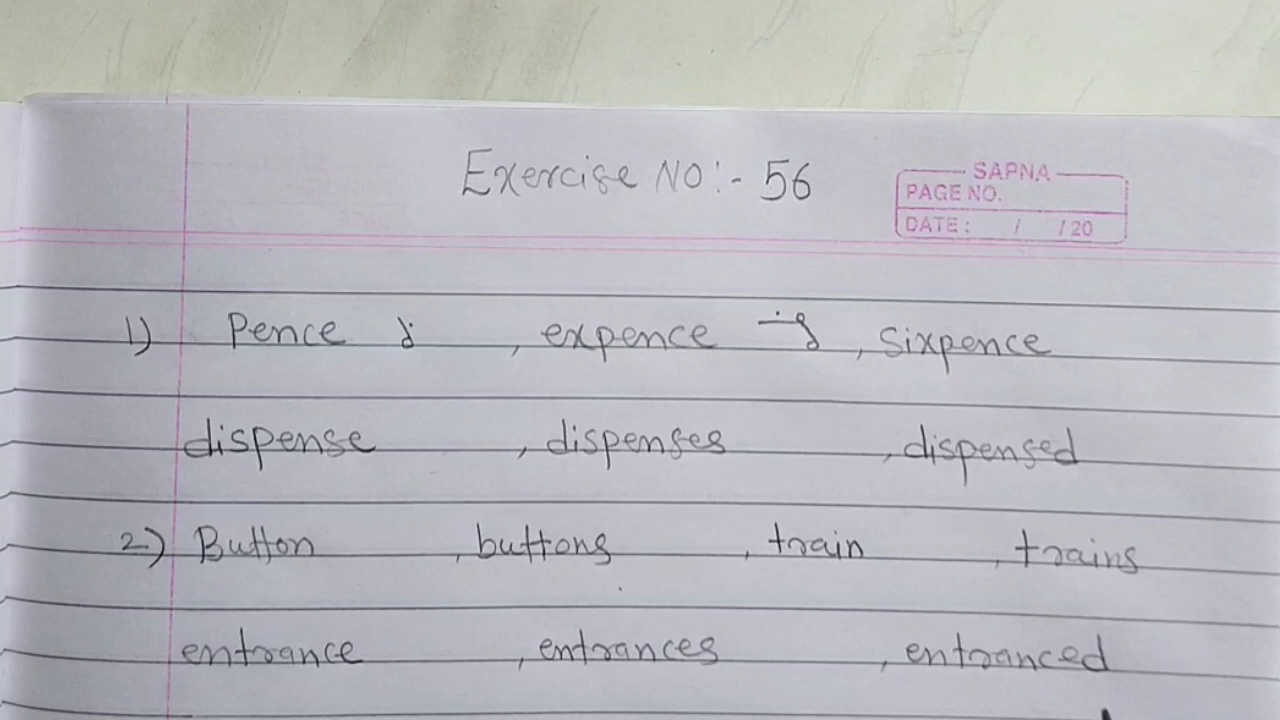 Exercise NO:- 56
SAPNA
PAGE NO.
DATE: / /20
1) Pence , expence , Sixpence
dispense , dispenses , dispensed
2) Button , buttons , train , trains
entrance , entrances , entranced